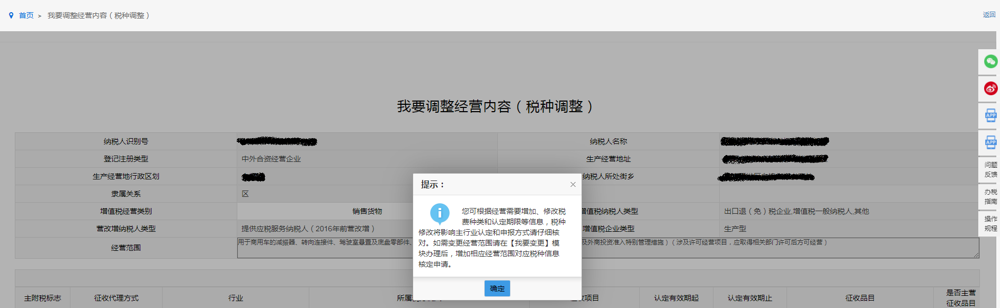 首页 > 我要调整经营内容（税种调整）
返回
我要调整经营内容（税种调整）
纳税人识别号
纳税人名称
登记注册类型 中外合资经营企业
生产经营地址
生产经营地行政区划
纳税人所处街乡
隶属关系 区
增值税经营类别 销售货物
增值税纳税人类型 出口退（免）税企业,增值税一般纳税人,其他
营改增纳税人类型 提供应税服务纳税人（2016年前营改增）
增值税企业类型 生产型
经营范围
用于商用车的减振器、转向连接件、驾驶室悬置及底盘零部件、
及外商投资准入特别管理措施）（涉及许可经营项目，应取得相关部门许可后方可经营）
提示：
×
您可根据经营需要增加、修改税
费种类和认定期限等信息，税种
修改将影响主行业认定和申报方式请仔细核
对。如需变更经营范围请在【我要变更】模
块办理后，增加相应经营范围对应税种信息
核定申请。
确定
主附税标志 征收代理方式 行业 所属 项目 认定有效期起 认定有效期止 征收品目 是否主营
征收品目
APP
APP
问题
反馈
办税
指南
操作
规程